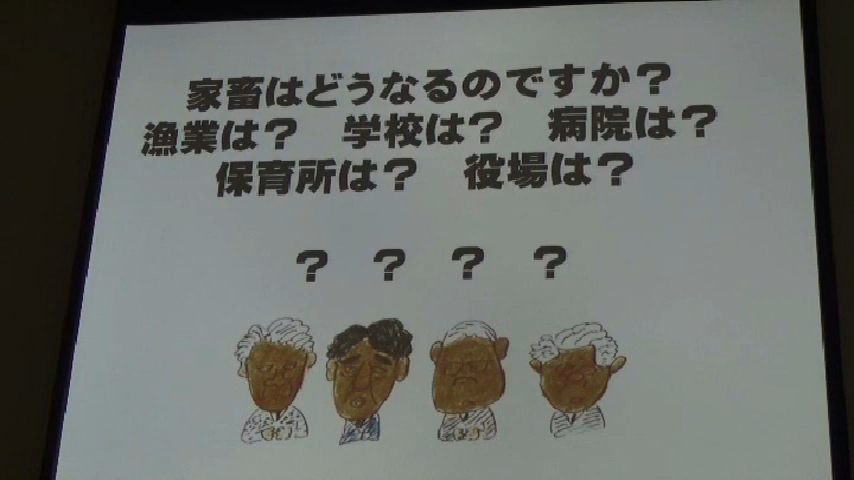 家畜はどうなるのですか？
漁業は？　学校は？　病院は？
保育所は？　役場は？
？　？　？　？